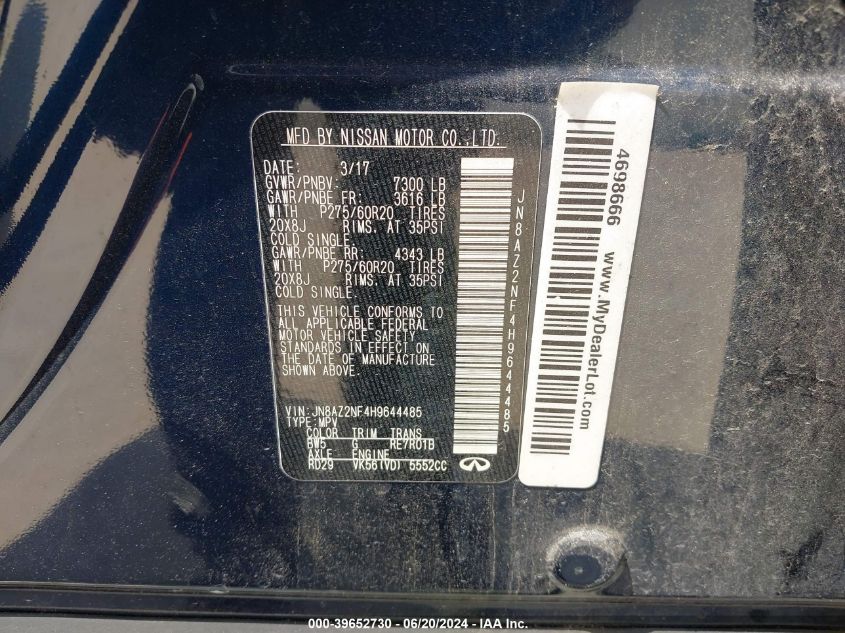 MFD BY NISSAN MOTOR CO.,LTD.
DATE: 3/17
GVWR/PNBV: 7300 LB
GAWR/PNBE FR: 3616 LB
WITH P275/60R20 TIRES
20X8J RIMS. AT 35PSI
COLD SINGLE.
GAWR/PNBE RR: 4343 LB
WITH P275/60R20 TIRES
20X8J RIMS. AT 35PSI
COLD SINGLE.
THIS VEHICLE CONFORMS TO
ALL APPLICABLE FEDERAL
MOTOR VEHICLE SAFETY
STANDARDS IN EFFECT ON
THE DATE OF MANUFACTURE
SHOWN ABOVE.
VIN: JN8AZ2NF4H9644485
TYPE: MPV
COLOR TRIM TRANS
BW5 G RE7R01B
AXLE ENGINE
RD29 VK56(VD) 5552CC
JN8AZ2NF4H9644485
4698666 www.MyDealerLot.com
000-39652730 - 06/20/2024 - IAA Inc.